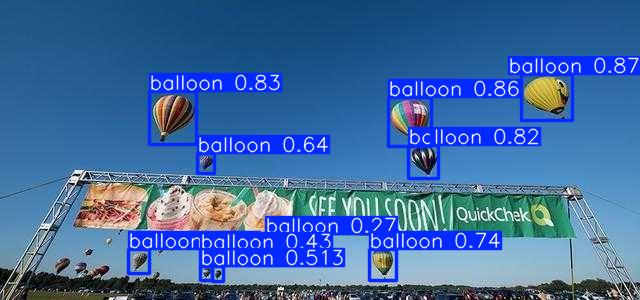 balloon 0.87
balloon 0.83
balloon 0.86
balloon 0.82
balloon 0.64
SEE YOU SOON!
QuickChek
balloon 0.27
balloon
balloon 0.43
balloon 0.74
balloon 0.513